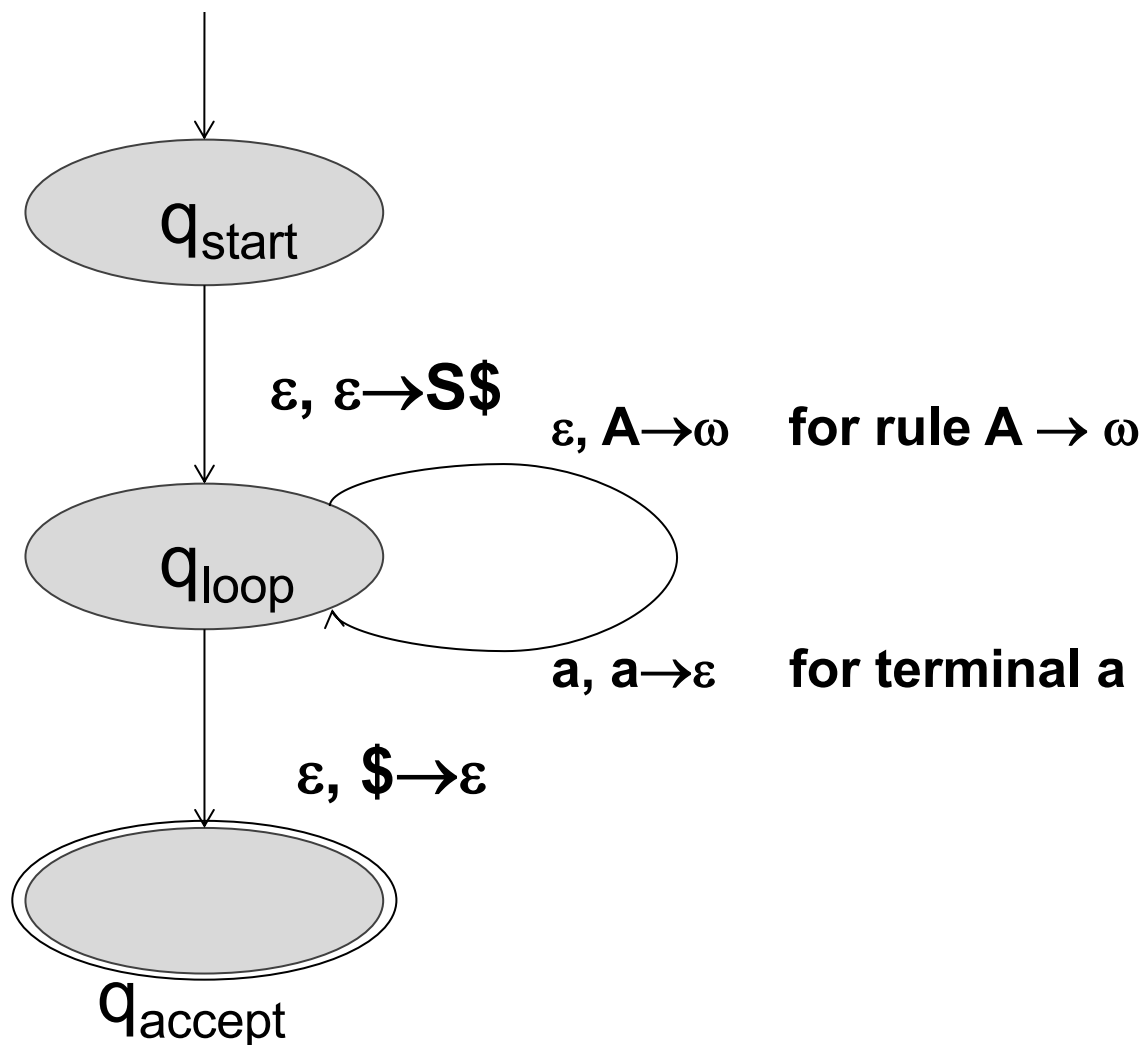 qstart
ε, ε→S$
ε, A→ω for rule A → ω
qloop
a, a→ε for terminal a
ε, $→ε
qaccept